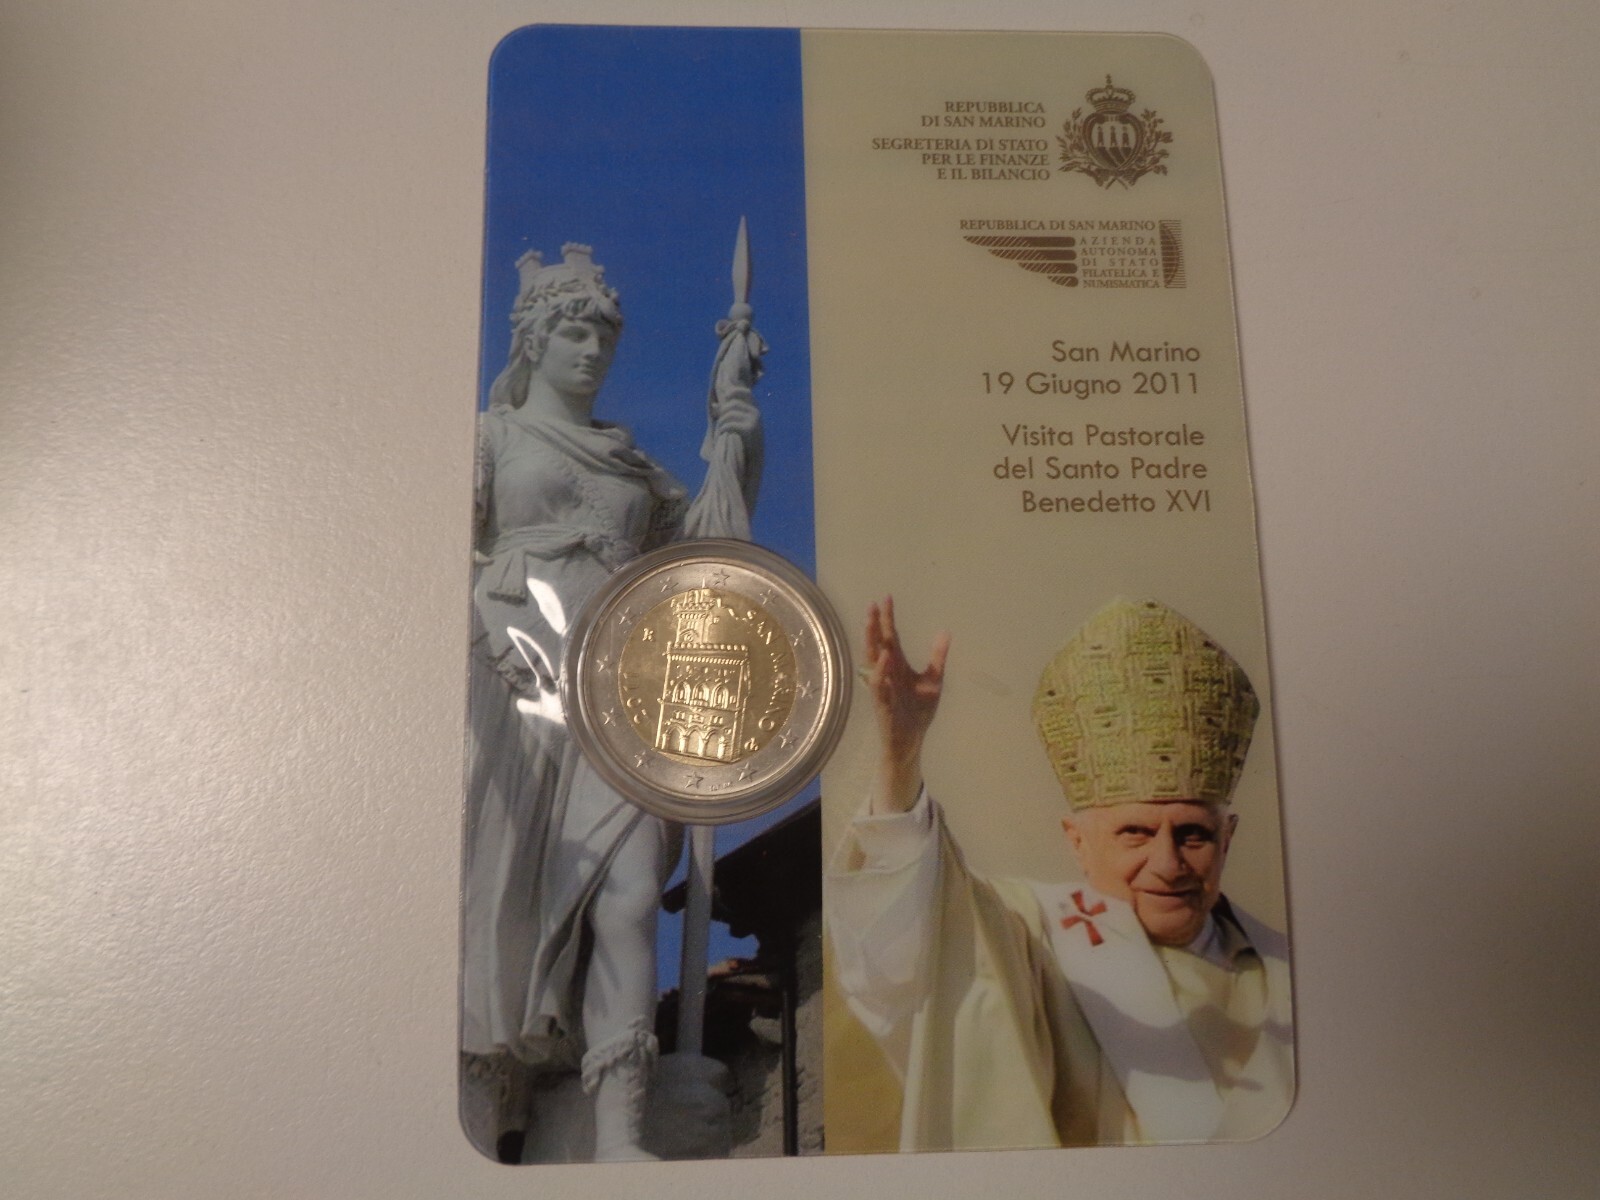 REPUBBLICA
DI SAN MARINO
SEGRETERIA DI STATO
PER LE FINANZE
E IL BILANCIO
REPUBBLICA DI SAN MARINO
AZIENDA
AUTONOMA
DI STATO
FILATELICA E
NUMISMATICA
San Marino
19 Giugno 2011
Visita Pastorale
del Santo Padre
Benedetto XVI
R
SAN MARINO
2011